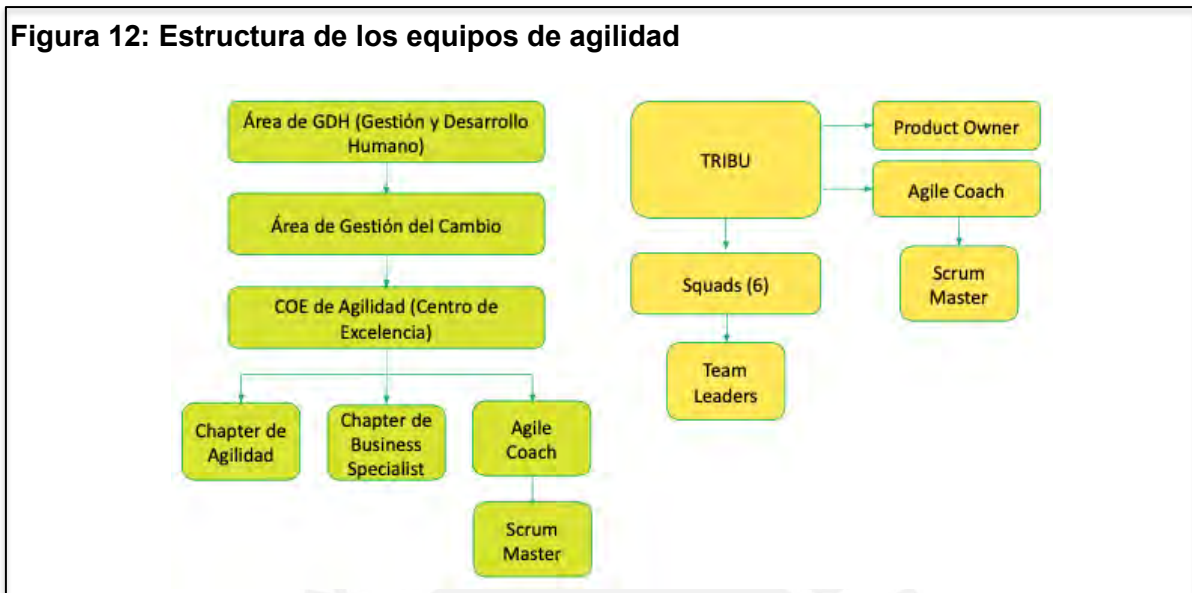 Figura 12: Estructura de los equipos de agilidad
Área de GDH (Gestión y Desarrollo
Humano)
Área de Gestión del Cambio
COE de Agilidad (Centro de
Excelencia)
Chapter de
Agilidad
Chapter de
Business
Specialist
Agile
Coach
Scrum
Master
TRIBU
Product Owner
Agile Coach
Scrum
Master
Squads (6)
Team
Leaders